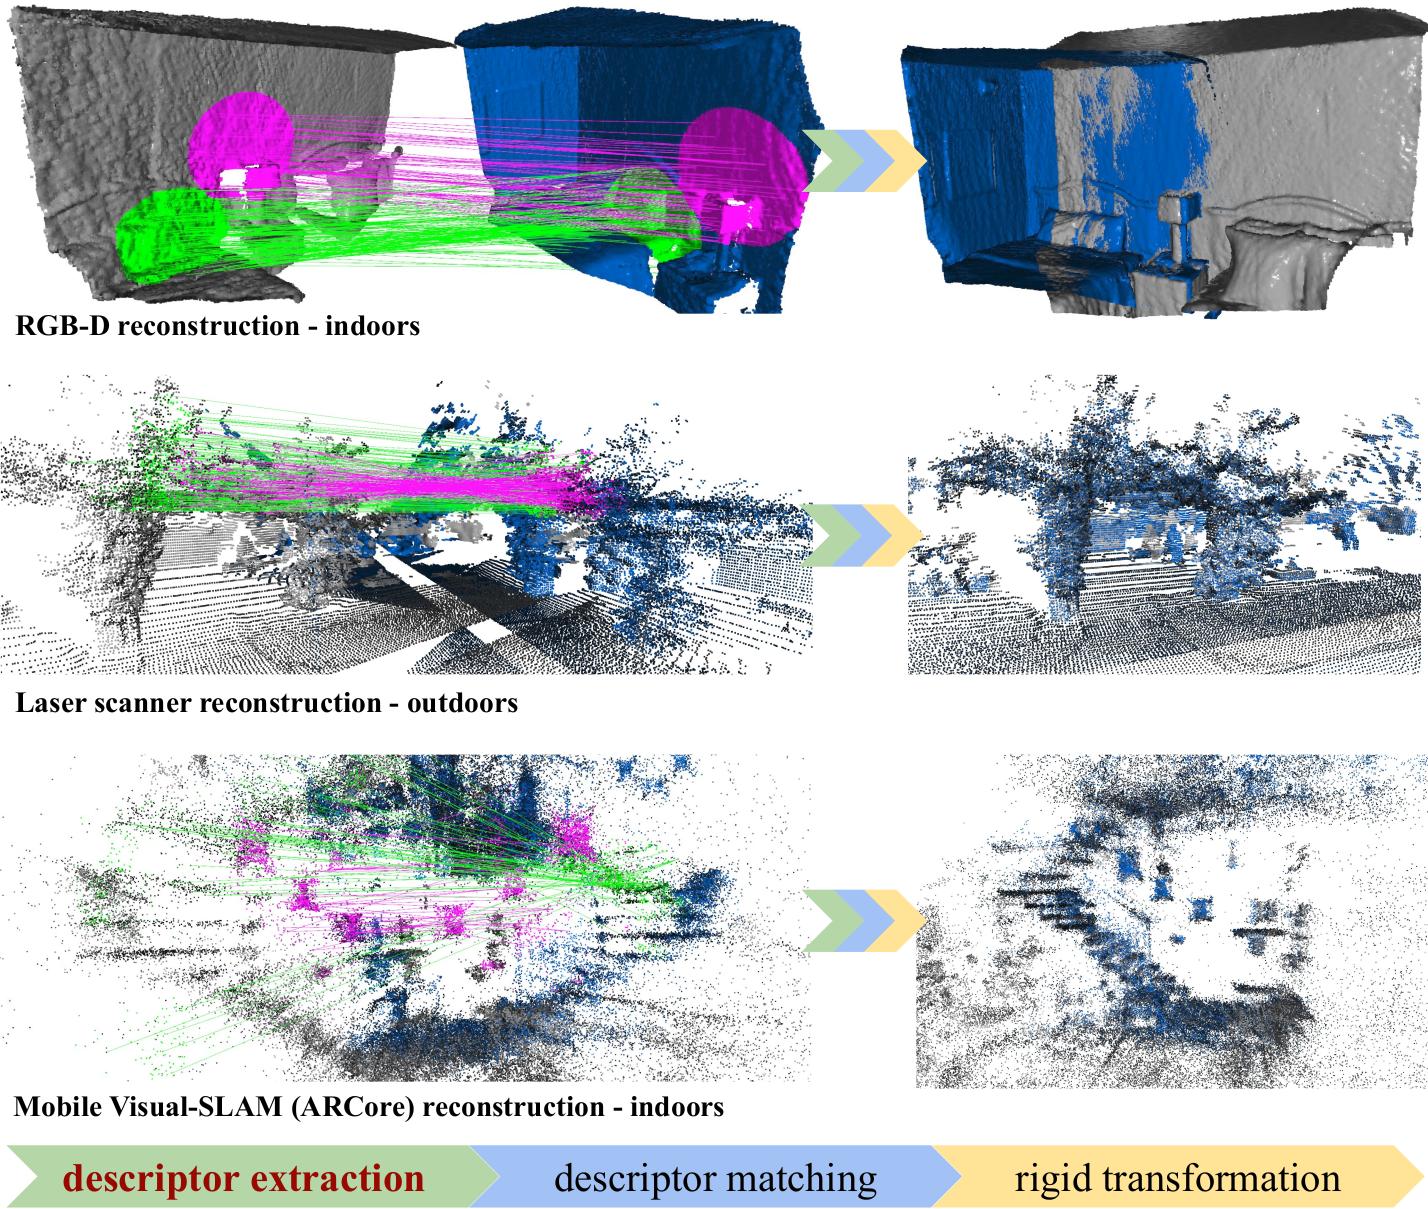 RGB-D reconstruction - indoors
Laser scanner reconstruction - outdoors
Mobile Visual-SLAM (ARCore) reconstruction - indoors
descriptor extraction
descriptor matching
rigid transformation